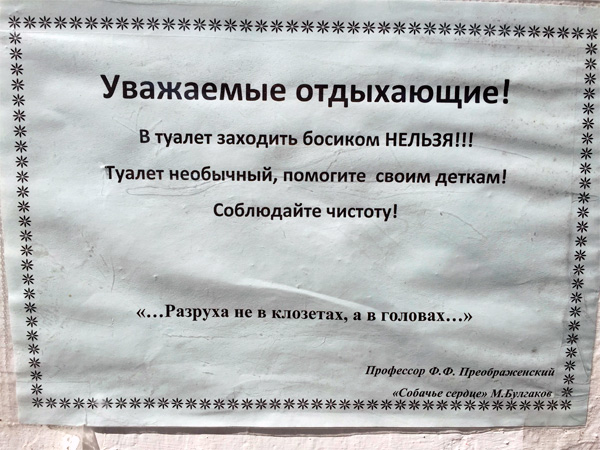 Уважаемые отдыхающие!
В туалет заходить босиком НЕЛЬЗЯ!!!
Туалет необычный, помогите своим деткам!
Соблюдайте чистоту!
«…Разруха не в клозетах, а в головах…»
Профессор Ф.Ф. Преображенский
«Собачье сердце» М.Булгаков